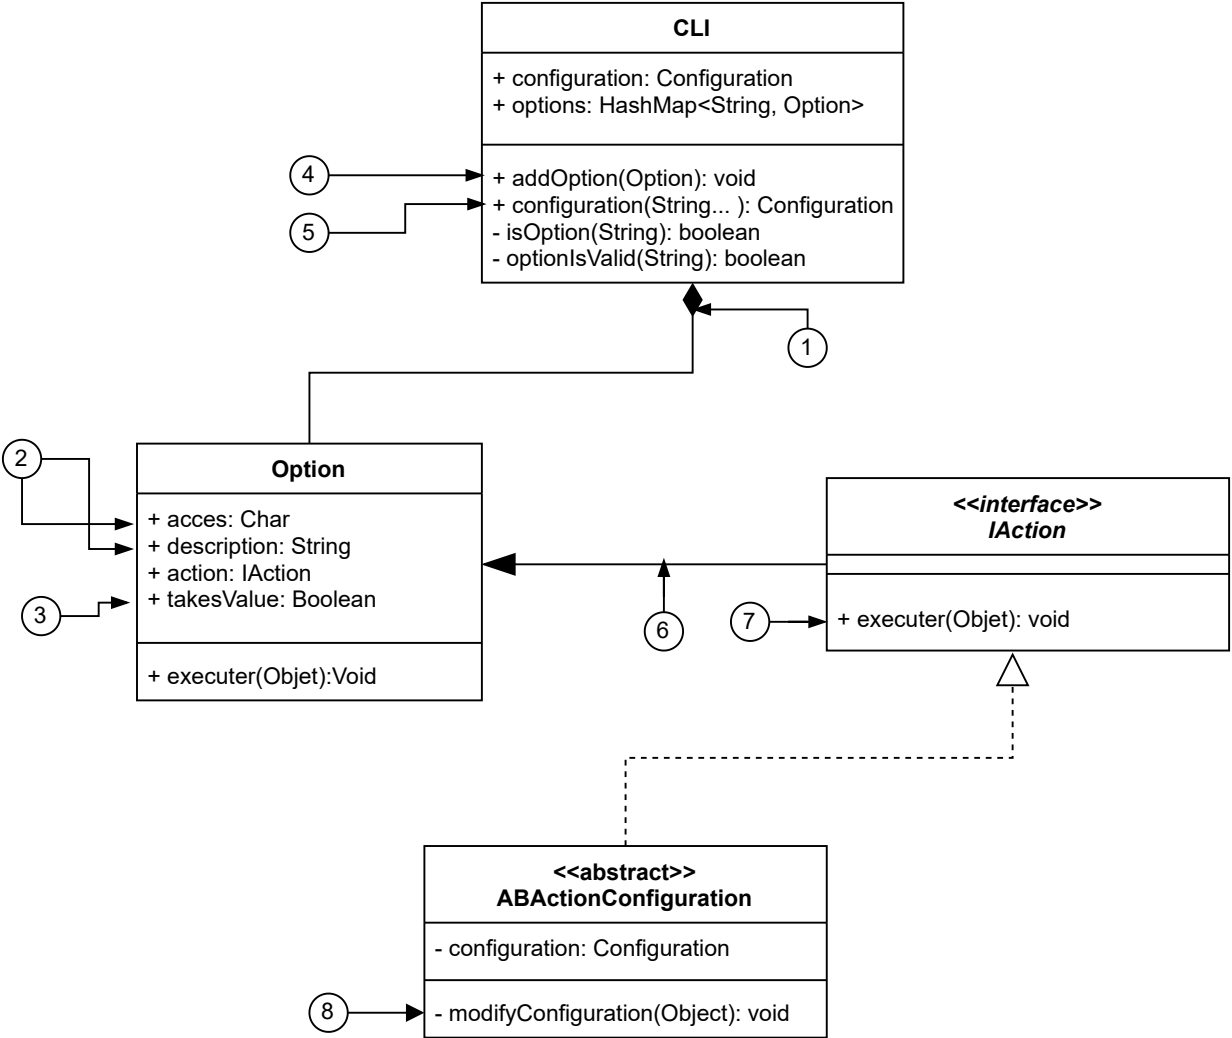 CLI
+ configuration: Configuration
+ options: HashMap<String, Option>
4
+ addOption(Option): void
5
+ configuration(String... ): Configuration
- isOption(String): boolean
- optionIsValid(String): boolean
1
2
Option
+ acces: Char
+ description: String
+ action: IAction
+ takesValue: Boolean
3
+ executer(Objet):Void
6
<<interface>>
IAction
7
+ executer(Objet): void
<<abstract>>
ABActionConfiguration
- configuration: Configuration
8
- modifyConfiguration(Object): void